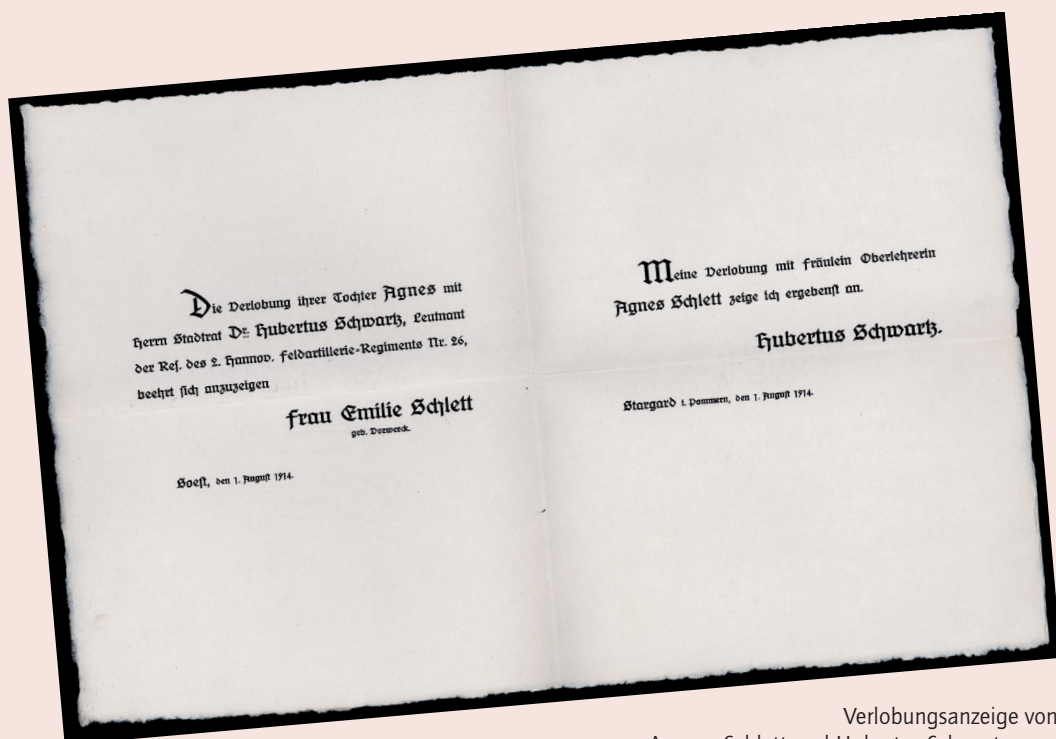 Die Verlobung ihrer Tochter Agnes mit
Herrn Stadtrat Dr. Hubertus Schwartz, Leutnant
der Res. des 2. Hannov. Feldartillerie-Regiments Nr. 26,
beehrt sich anzuzeigen
Frau Emilie Schlett
geb. Vorwerck.
Soest, den 1. August 1914.
Meine Verlobung mit Fräulein Oberlehrerin
Agnes Schlett zeige ich ergebenst an.
Hubertus Schwartz.
Stargard i. Pommern, den 1. August 1914.
Verlobungsanzeige von